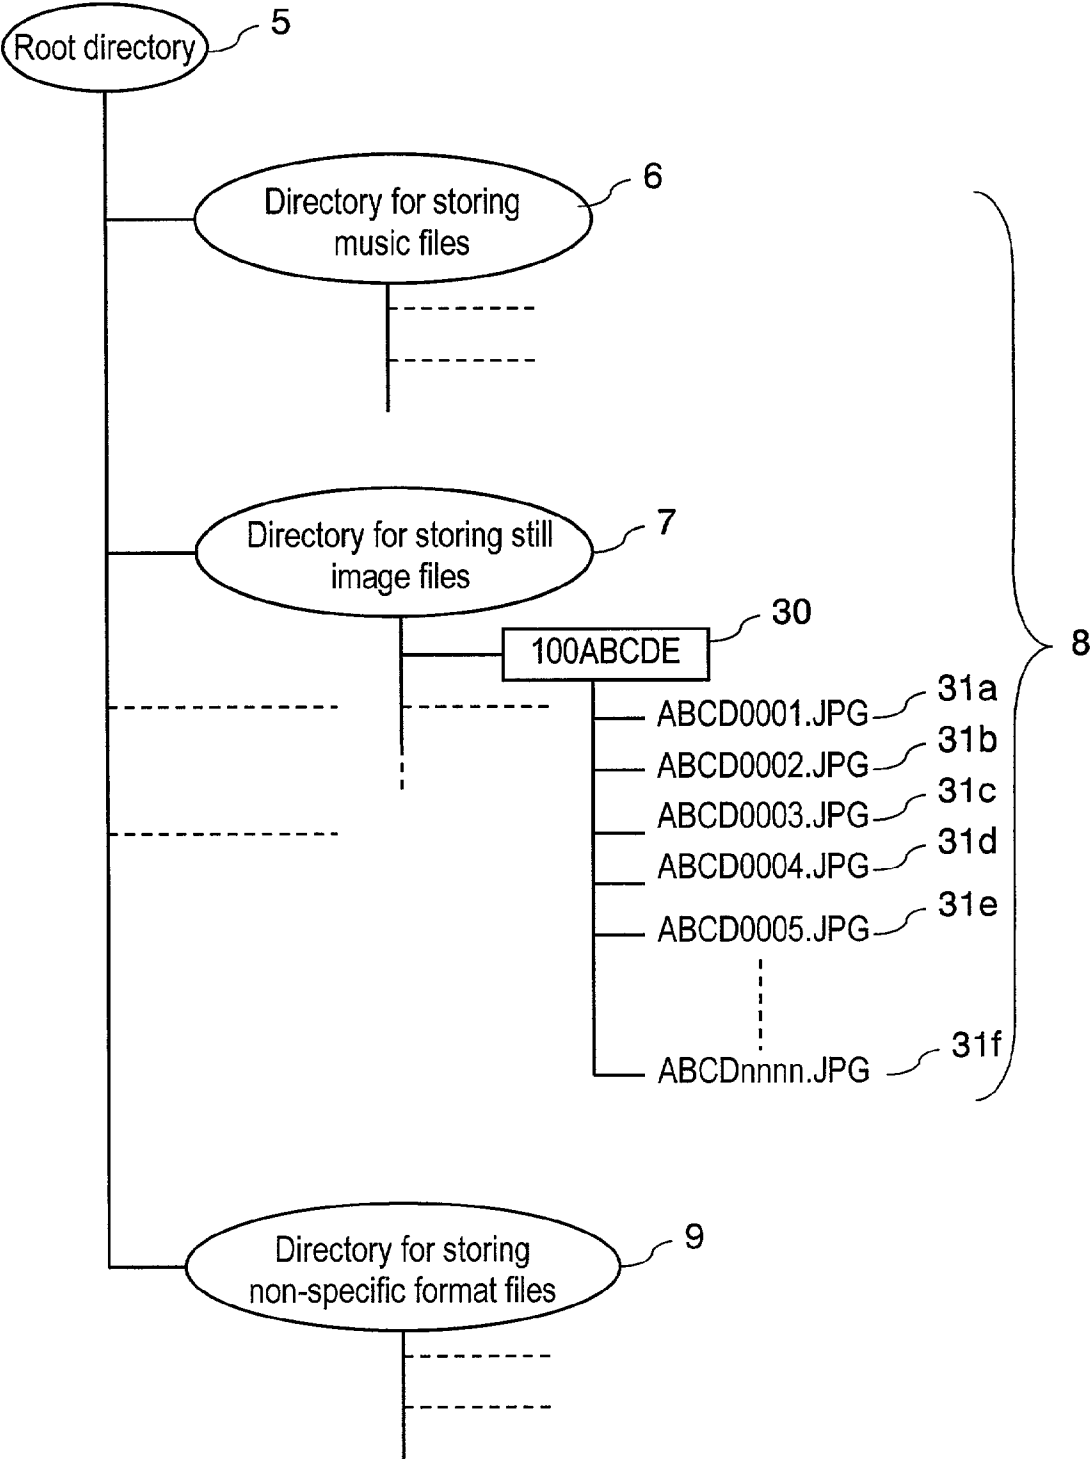 Root directory
5
Directory for storing
music files
6
Directory for storing still
image files
7
100ABCDE
30
8
ABCD0001.JPG
31a
ABCD0002.JPG
31b
ABCD0003.JPG
31c
ABCD0004.JPG
31d
ABCD0005.JPG
31e
ABCDnnnn.JPG
31f
Directory for storing
non-specific format files
9